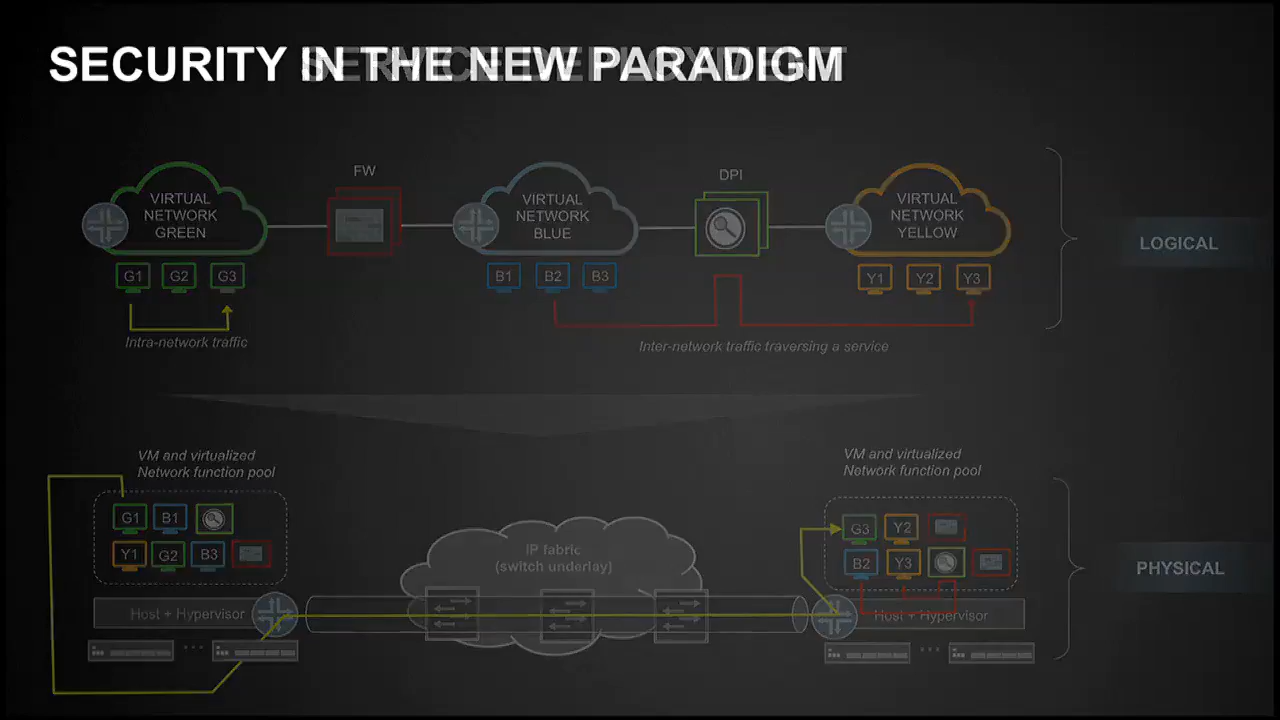 SECURITY IN THE NEW PARADIGM
FW
DPI
VIRTUAL
NETWORK
GREEN
VIRTUAL
NETWORK
BLUE
VIRTUAL
NETWORK
YELLOW
LOGICAL
G1 G2 G3
B1 B2 B3
Y1 Y2 Y3
Intra-network traffic
Inter-network traffic traversing a service
VM and virtualized
Network function pool
VM and virtualized
Network function pool
G1 B1
Y1 G2 B3
G3 Y2
B2 Y3
IP fabric
(switch underlay)
PHYSICAL
Host + Hypervisor
Host + Hypervisor